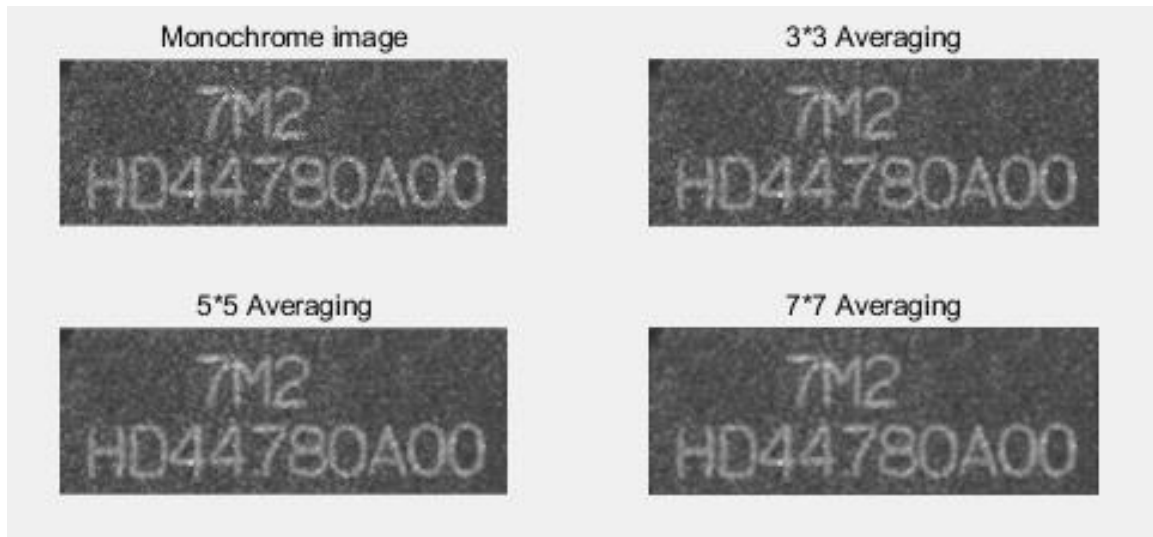 Monochrome image
7M2
HD44780A00
3*3 Averaging
7M2
HD44780A00
5*5 Averaging
7M2
HD44780A00
7*7 Averaging
7M2
HD44780A00